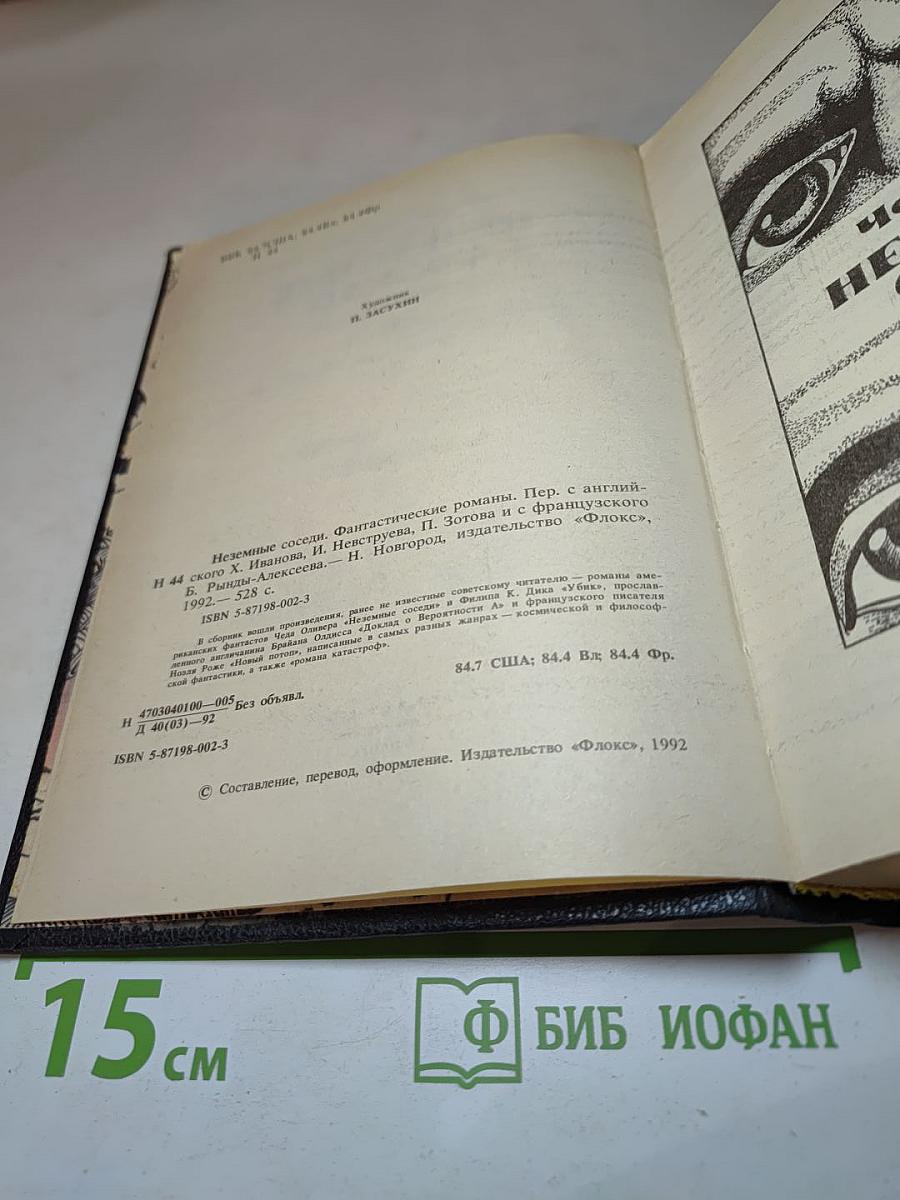 Н 44
Художник
П. ЗАСУХИН
Неземные соседи. Фантастические романы. Пер. с англий-
Н 44 ского Х. Иванова, И. Невструева, П. Зотова и с французского
Б. Рынды-Алексеева.— Н. Новгород, издательство «Флокс»,
1992.— 528 с.
ISBN 5-87198-002-3
В сборник вошли произведения, ранее не известные советскому читателю — романы аме-
риканских фантастов Чеда Оливера «Неземные соседи» и Филипа К. Дика «Убик», прослав-
ленного англичанина Брайана Олдисса «Доклад о Вероятности А» и французского писателя
Ноэля Роже «Новый потоп», написанные в самых разных жанрах — космической и философ-
ской фантастики, а также «романа катастроф».
Н 4703040100—005 Без объявл.
Д 40(03)—92
84.7 США; 84.4 Вл; 84.4 Фр.
ISBN 5-87198-002-3
© Составление, перевод, оформление. Издательство «Флокс», 1992
НЕ
15 см
Ф БИБ ИОФАН